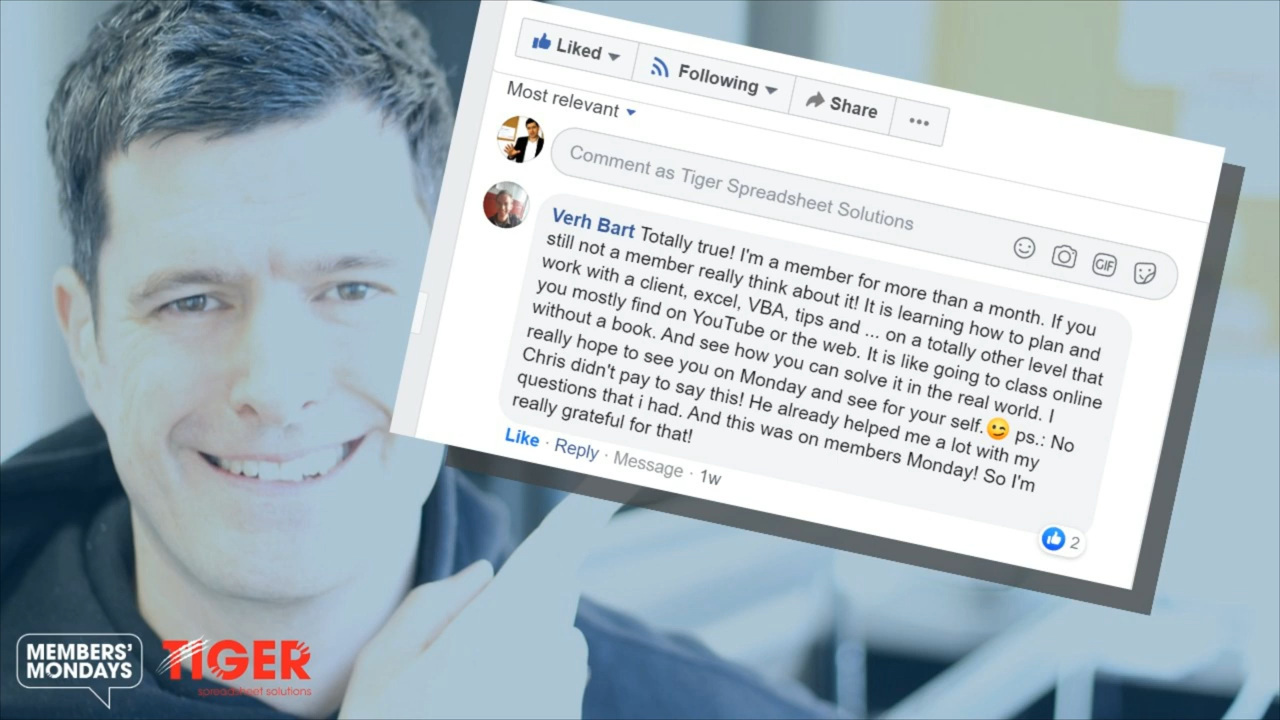 Liked
Following
Share
Most relevant
Comment as Tiger Spreadsheet Solutions
GIF
Verh Bart Totally true! I'm a member for more than a month. If you
still not a member really think about it! It is learning how to plan and
work with a client, excel, VBA, tips and ... on a totally other level that
you mostly find on YouTube or the web. It is like going to class online
without a book. And see how you can solve it in the real world. I
really hope to see you on Monday and see for your self.😉 ps.: No
Chris didn't pay to say this! He already helped me a lot with my
questions that i had. And this was on members Monday! So I'm
really grateful for that!
2
Like · Reply · Message · 1w
MEMBERS'
MONDAYS
TIGER
spreadsheet solutions